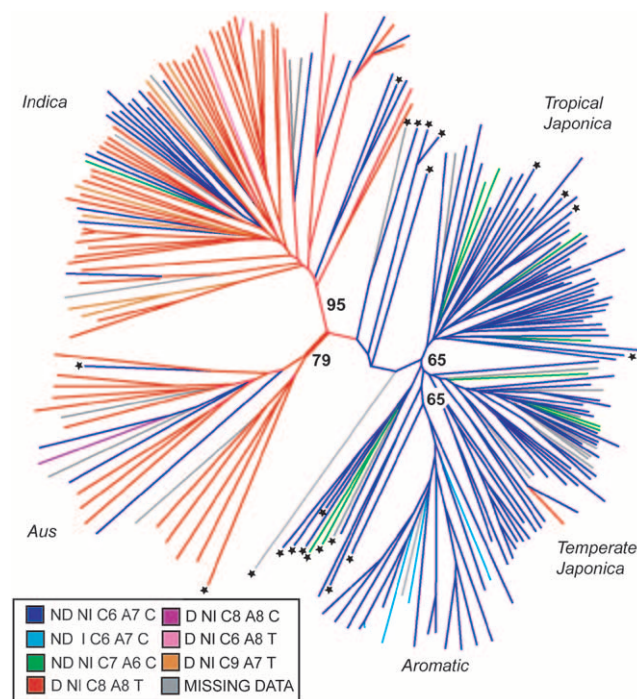 Indica
Tropical
Japonica
95
79
65
65
Aus
Temperate
Japonica
Aromatic
ND NI C6 A7 C
ND I C6 A7 C
ND NI C7 A6 C
D NI C8 A8 T
D NI C8 A8 C
D NI C6 A8 T
D NI C9 A7 T
MISSING DATA